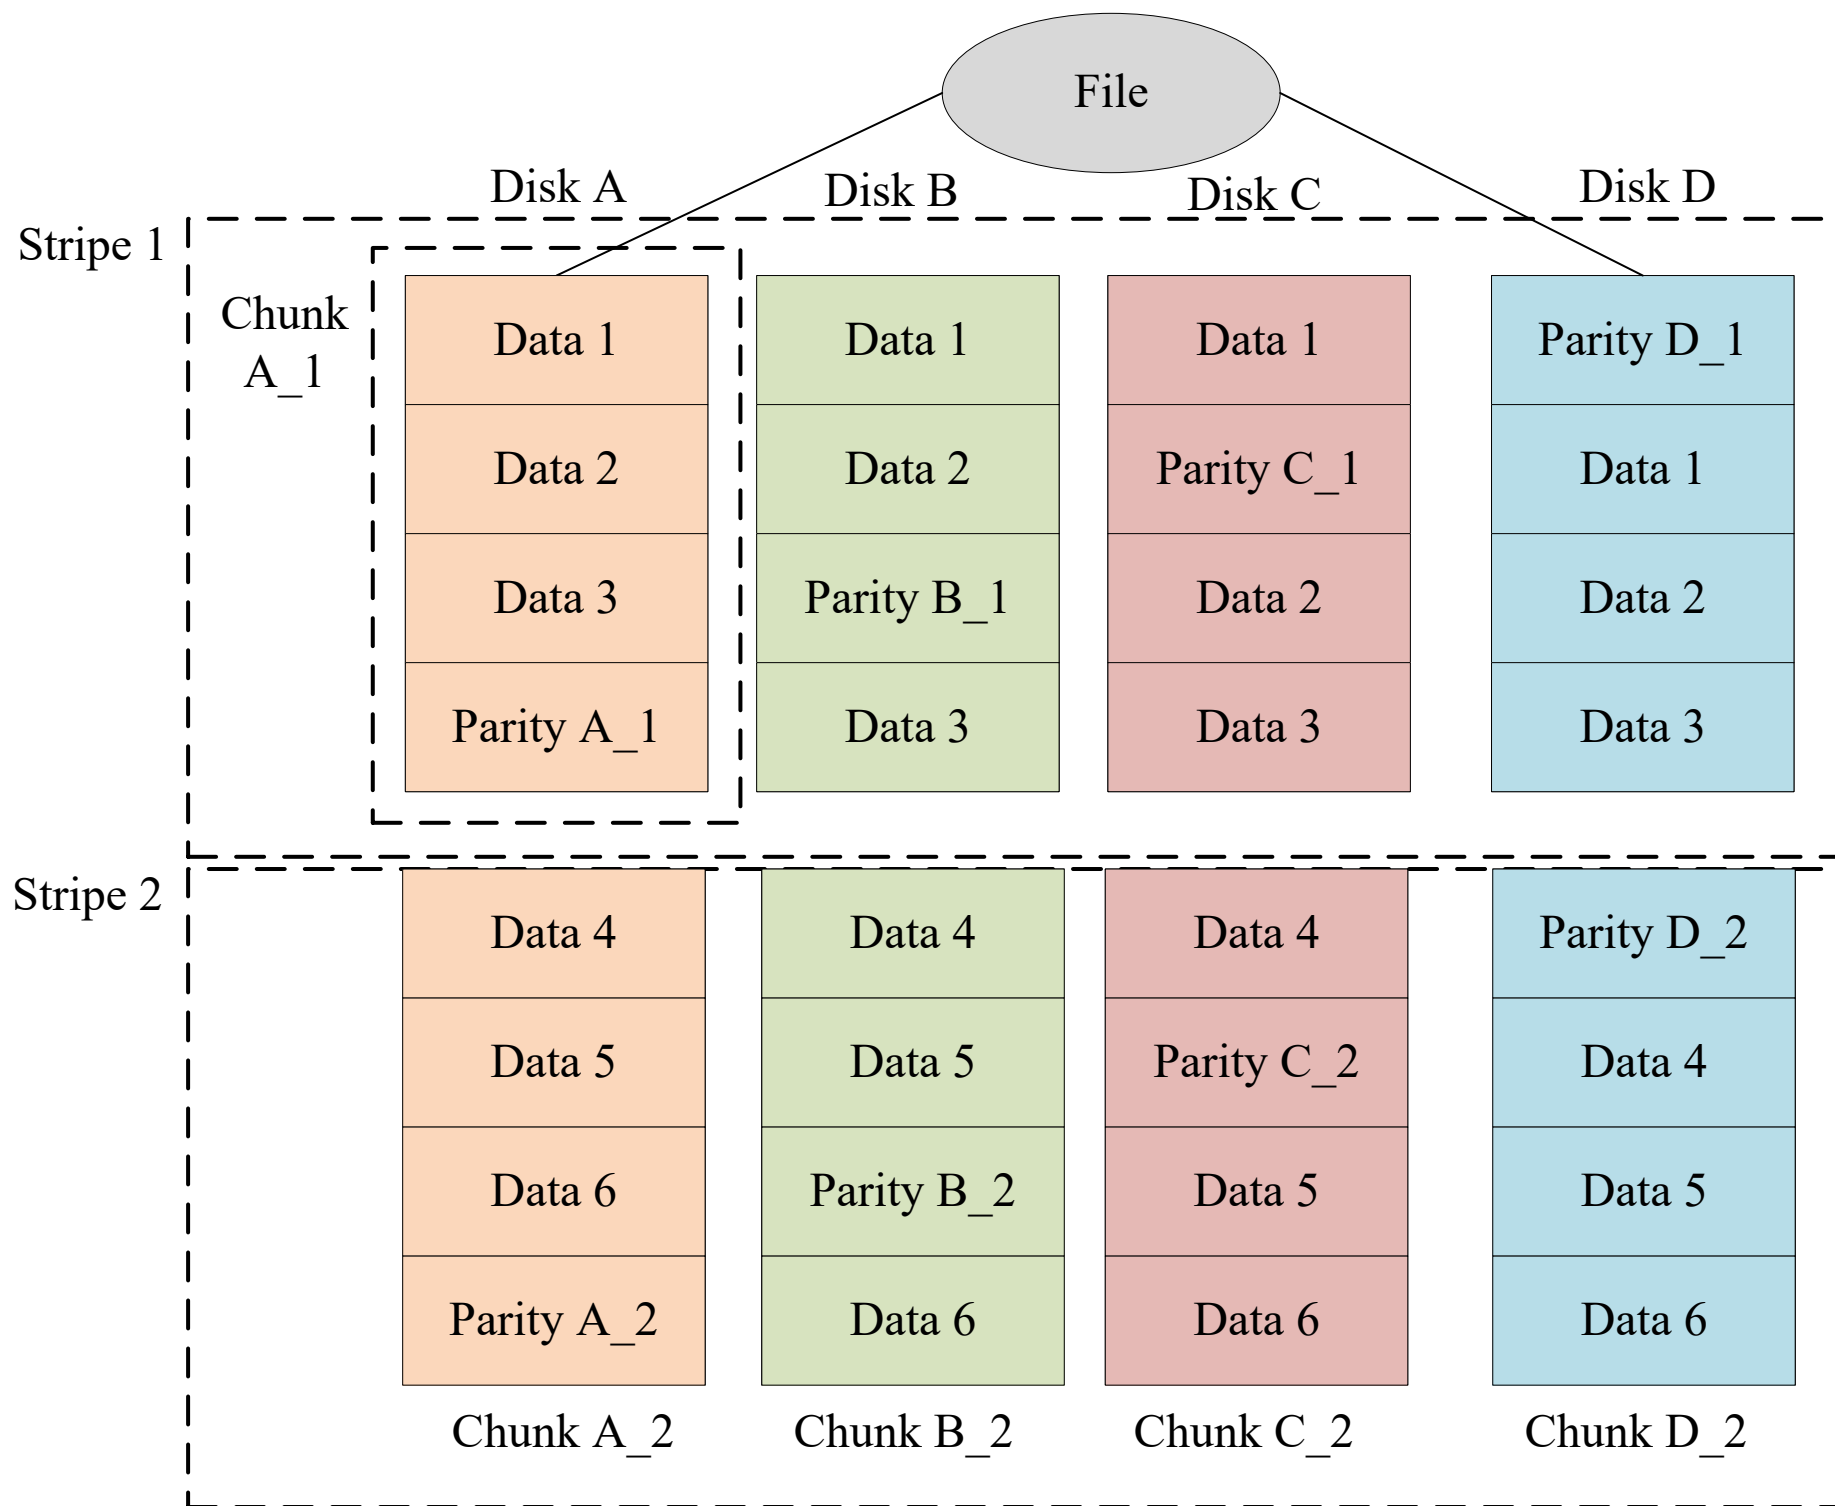 File
Disk A
Disk B
Disk C
Disk D
Stripe 1
Chunk
A_1
Data 1
Data 1
Data 1
Parity D_1
Data 2
Data 2
Parity C_1
Data 1
Data 3
Parity B_1
Data 2
Data 2
Parity A_1
Data 3
Data 3
Data 3
Stripe 2
Data 4
Data 4
Data 4
Parity D_2
Data 5
Data 5
Parity C_2
Data 4
Data 6
Parity B_2
Data 5
Data 5
Parity A_2
Data 6
Data 6
Data 6
Chunk A_2
Chunk B_2
Chunk C_2
Chunk D_2